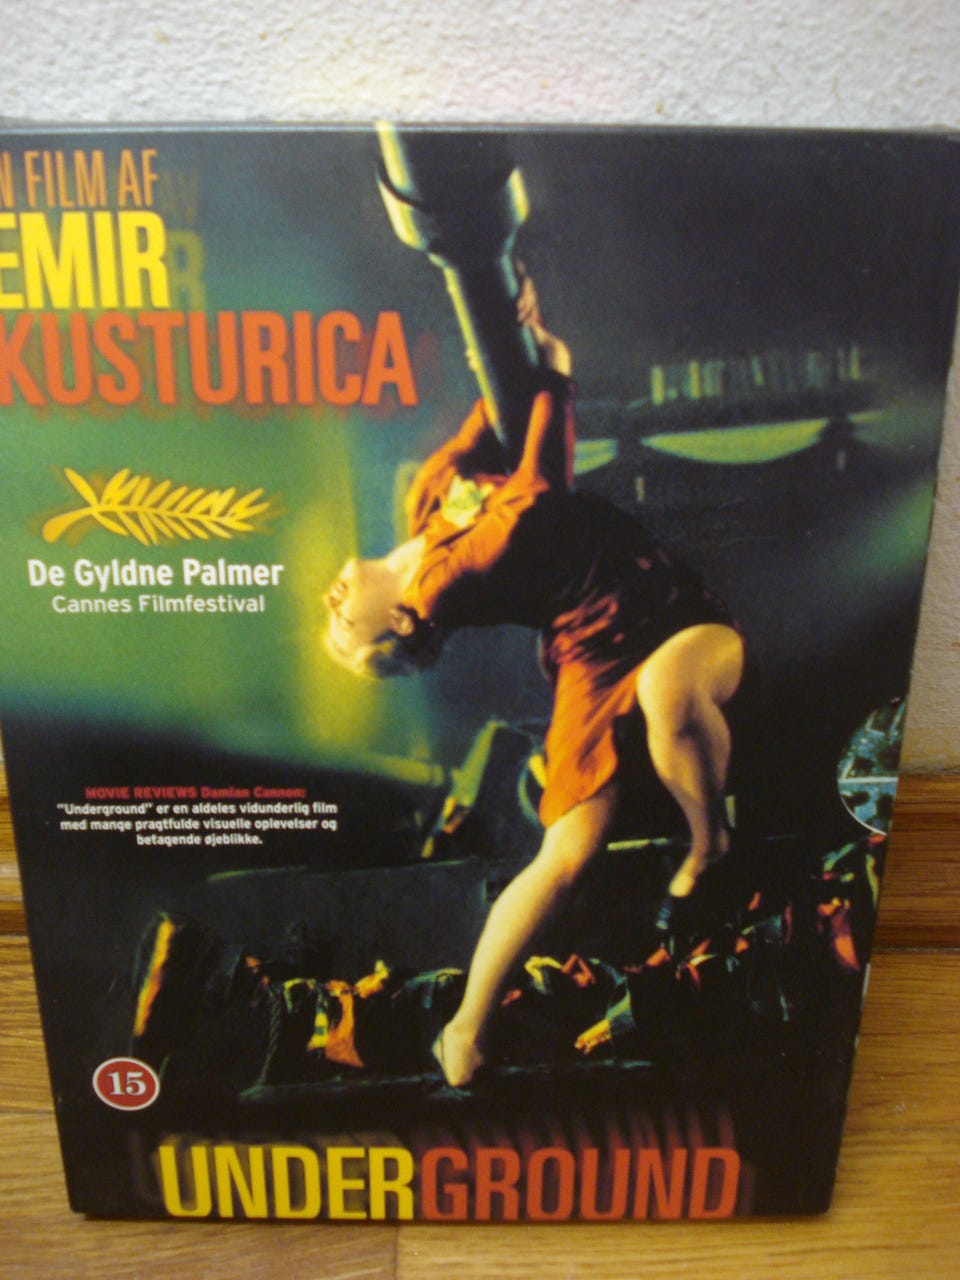 N FILM AF
EMIR
KUSTURICA
De Gyldne Palmer
Cannes Filmfestival
MOVIE REVIEWS Damian Cannon:
"Underground" er en aldeles vidunderlig film
med mange pragtfulde visuelle oplevelser og
betagende øjeblikke.
15
UNDERGROUND